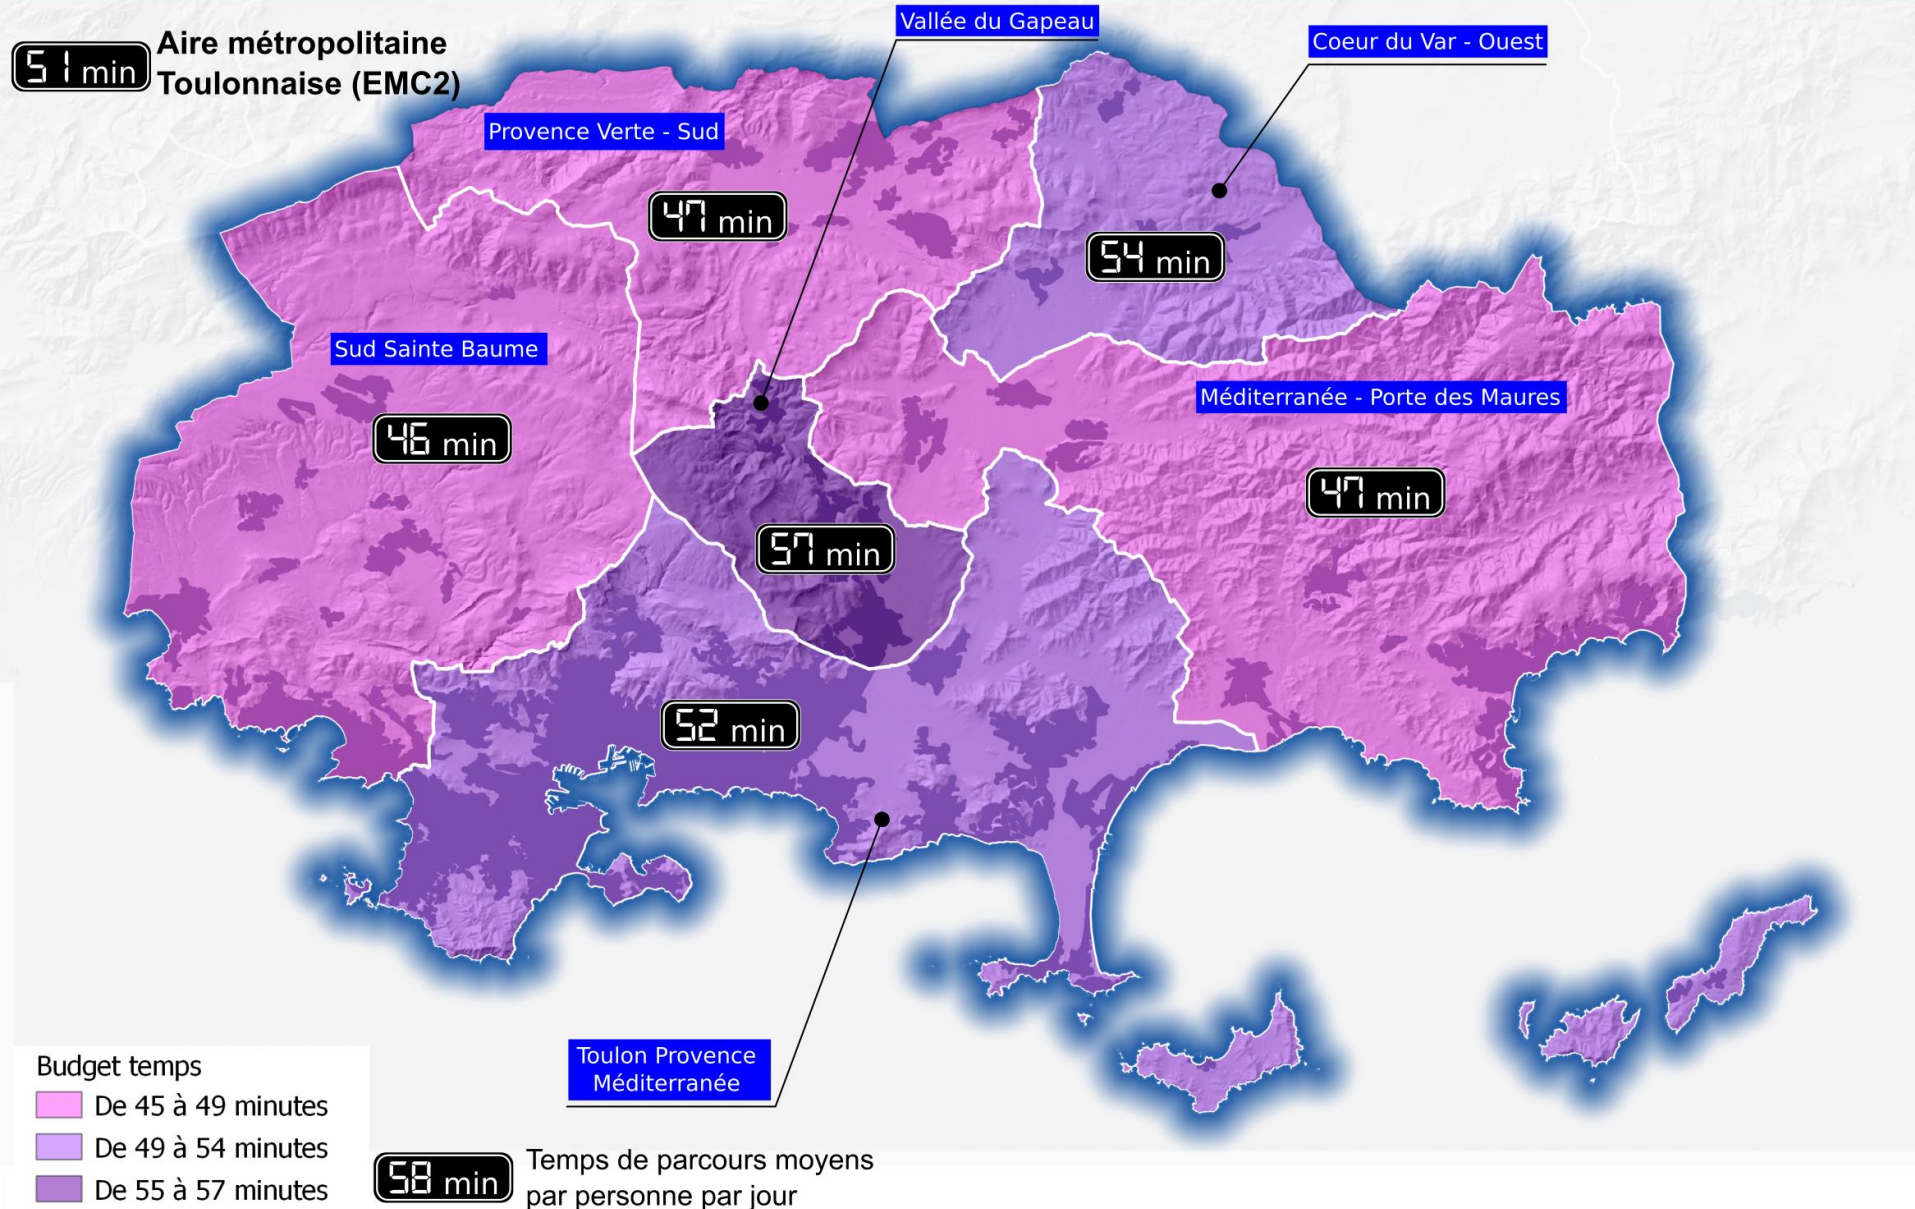 51 min
Aire métropolitaine
Toulonnaise (EMC2)
Vallée du Gapeau
Coeur du Var - Ouest
Provence Verte - Sud
47 min
54 min
Sud Sainte Baume
46 min
Méditerranée - Porte des Maures
47 min
57 min
52 min
Toulon Provence
Méditerranée
Budget temps
De 45 à 49 minutes
De 49 à 54 minutes
De 55 à 57 minutes
58 min
Temps de parcours moyens
par personne par jour